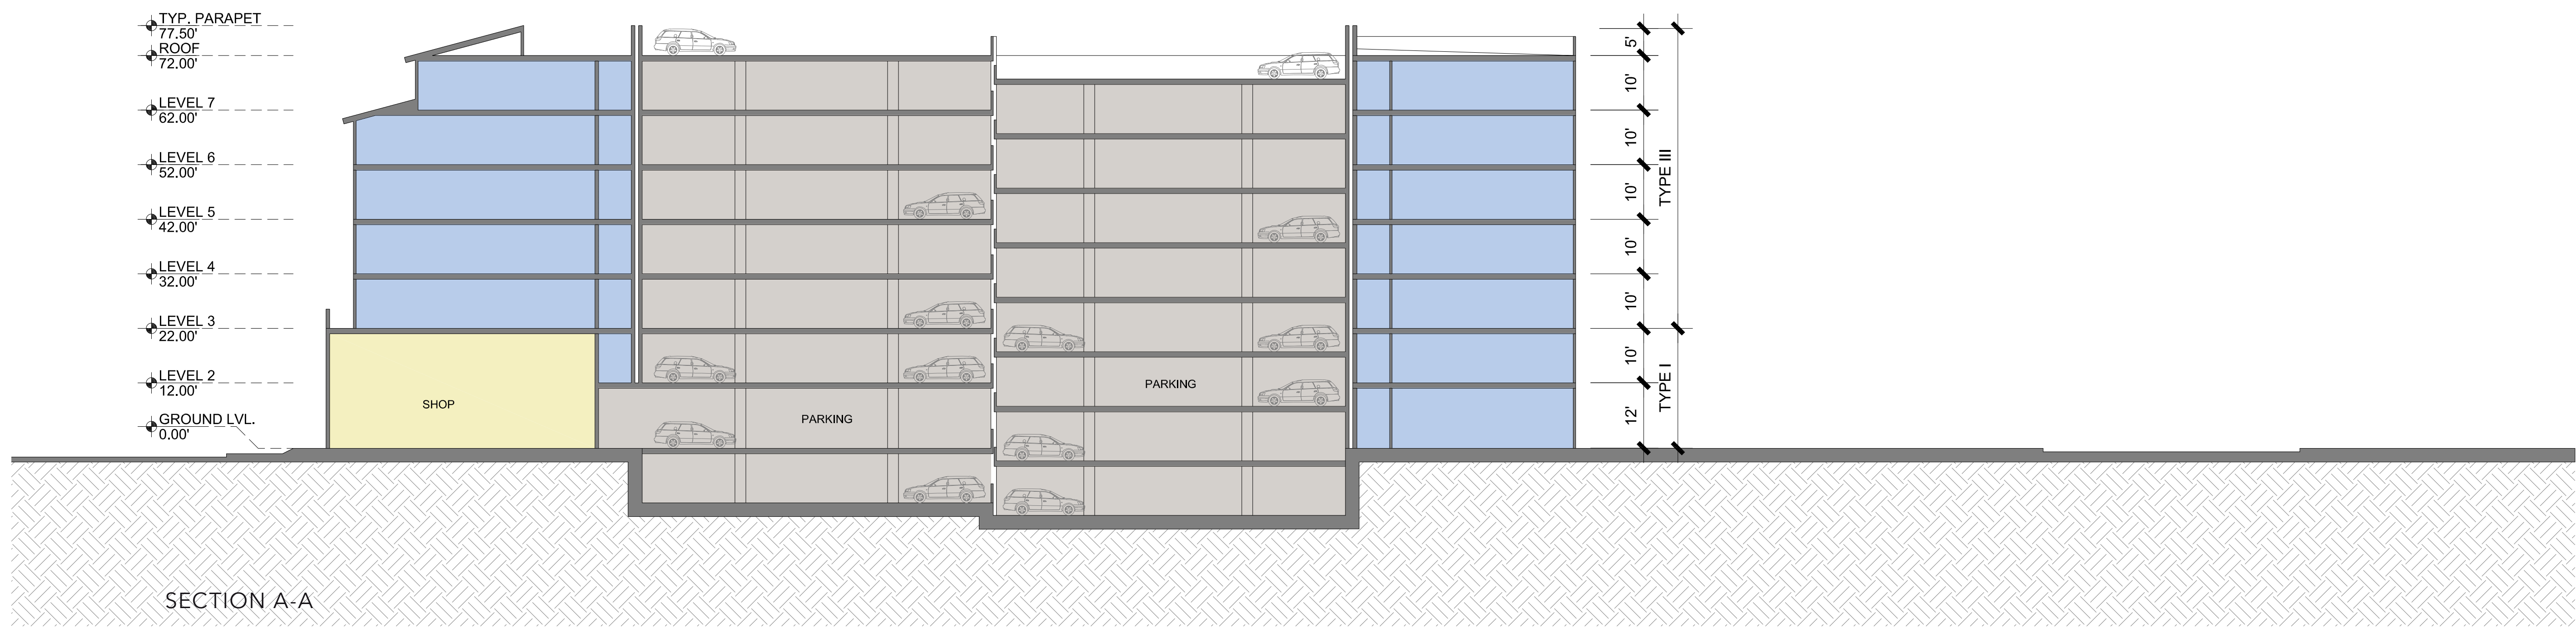 TYP. PARAPET
77.50'
ROOF
72.00'
LEVEL 7
62.00'
LEVEL 6
52.00'
LEVEL 5
42.00'
LEVEL 4
32.00'
LEVEL 3
22.00'
LEVEL 2
12.00'
GROUND LVL.
0.00'
SHOP
PARKING
PARKING
5'
10'
10'
10'
10'
10'
10'
12'
TYPE III
TYPE I
SECTION A-A